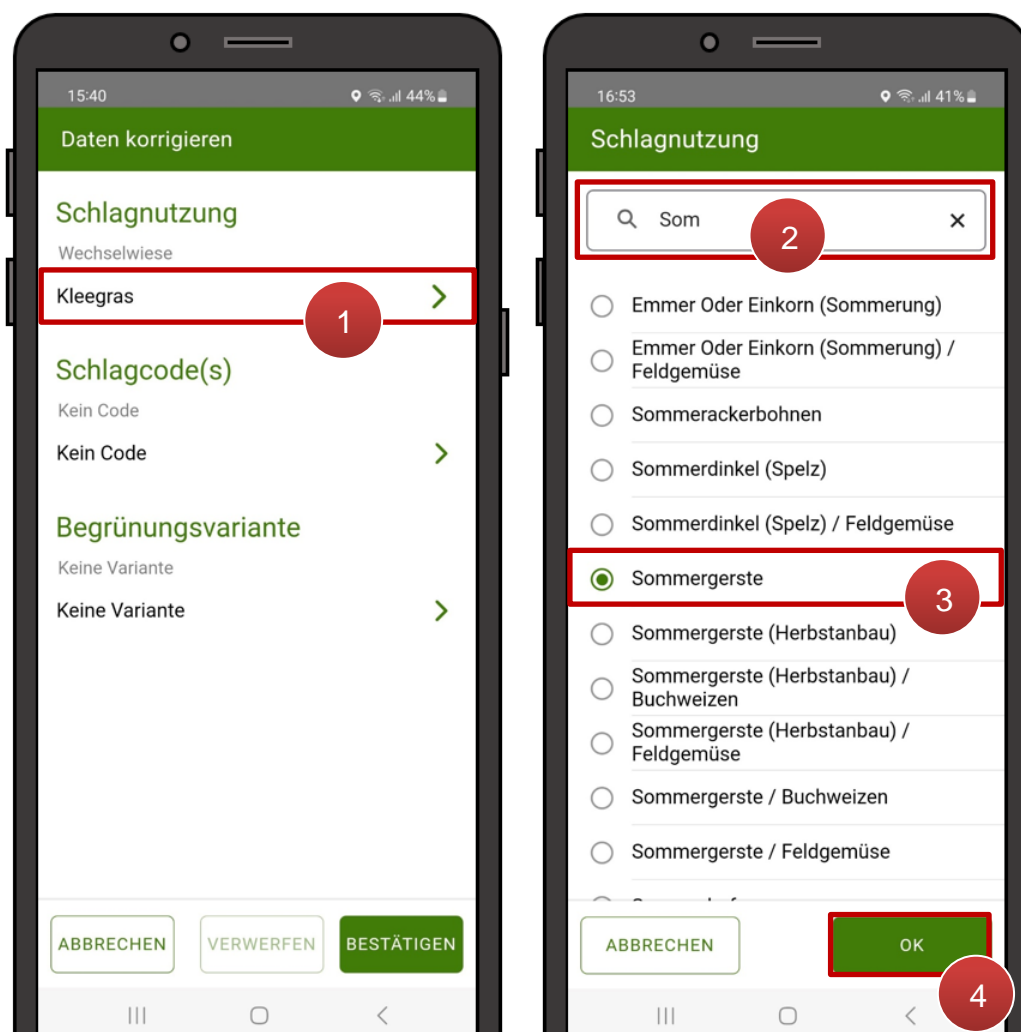 15:40
44%
Daten korrigieren
Schlagnutzung
Wechselwiese
Kleegras
1
Schlagcode(s)
Kein Code
Kein Code
Begrünungsvariante
Keine Variante
Keine Variante
ABBRECHEN
VERWERFEN
BESTÄTIGEN
16:53
41%
Schlagnutzung
Som
2
Emmer Oder Einkorn (Sommerung)
Emmer Oder Einkorn (Sommerung) /
Feldgemüse
Sommerackerbohnen
Sommerdinkel (Spelz)
Sommerdinkel (Spelz) / Feldgemüse
Sommergerste
3
Sommergerste (Herbstanbau)
Sommergerste (Herbstanbau) /
Buchweizen
Sommergerste (Herbstanbau) /
Feldgemüse
Sommergerste / Buchweizen
Sommergerste / Feldgemüse
ABBRECHEN
OK
4